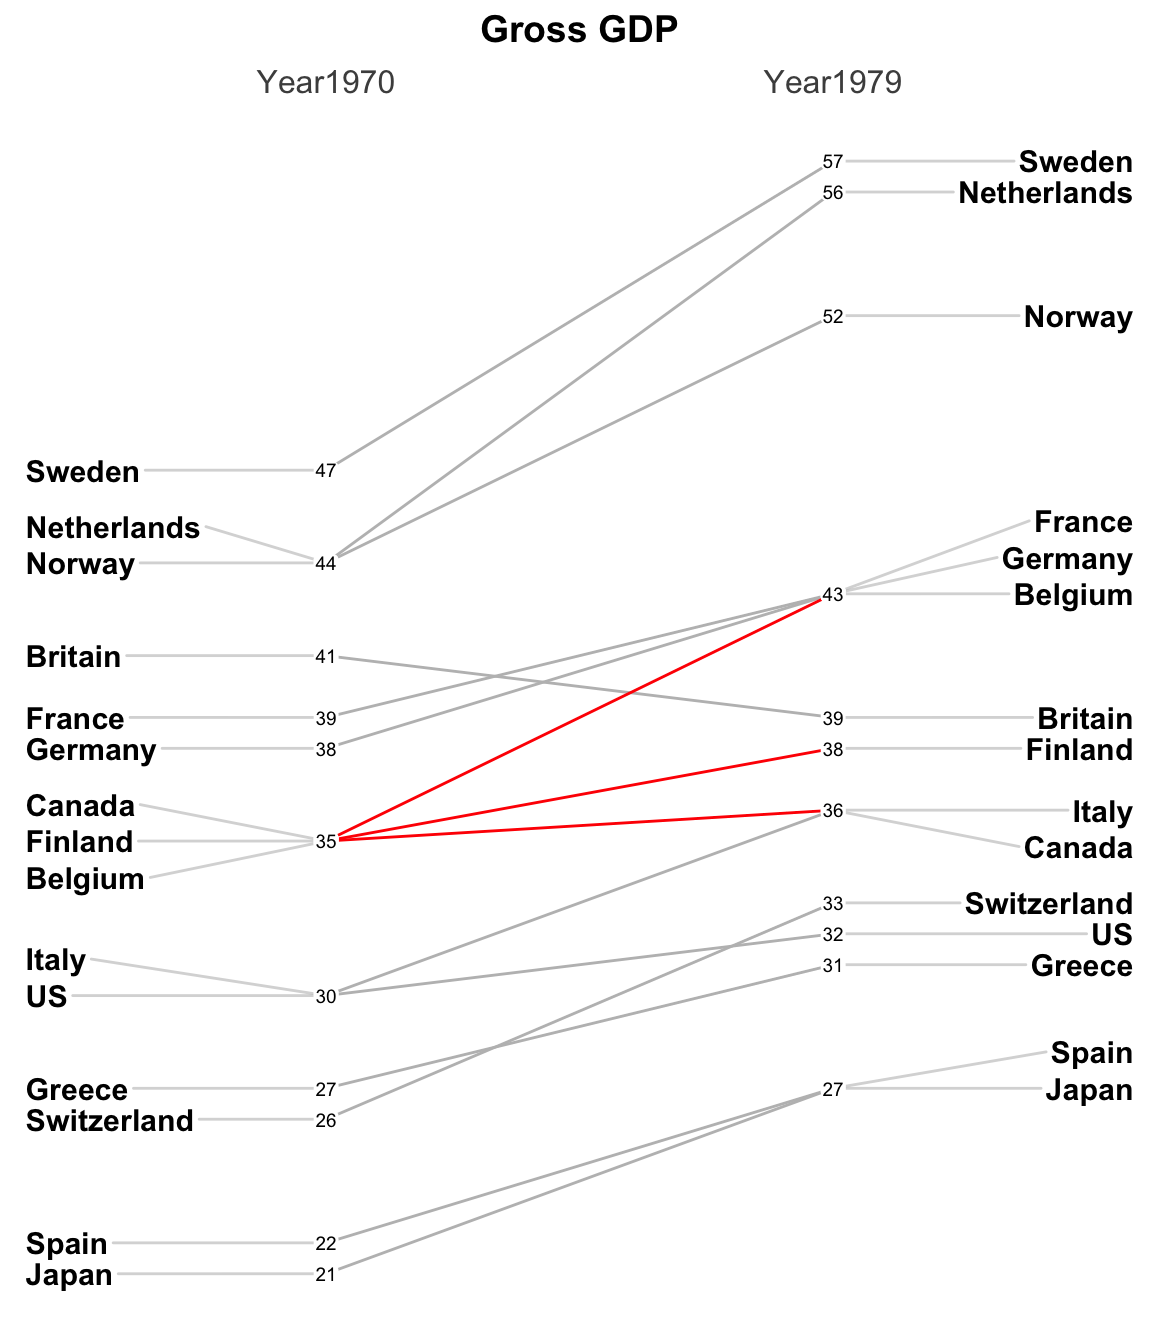 Gross GDP
Year1970 Year1979
57 Sweden
56 Netherlands
52 Norway
Sweden 47
Netherlands
Norway 44
France
Germany
43 Belgium
Britain 41
France 39
39 Britain
Germany 38
38 Finland
Canada
Finland 35
Belgium
36 Italy
Canada
33 Switzerland
32 US
31 Greece
Italy
US 30
Greece 27
Switzerland 26
Spain
27 Japan
Spain 22
Japan 21